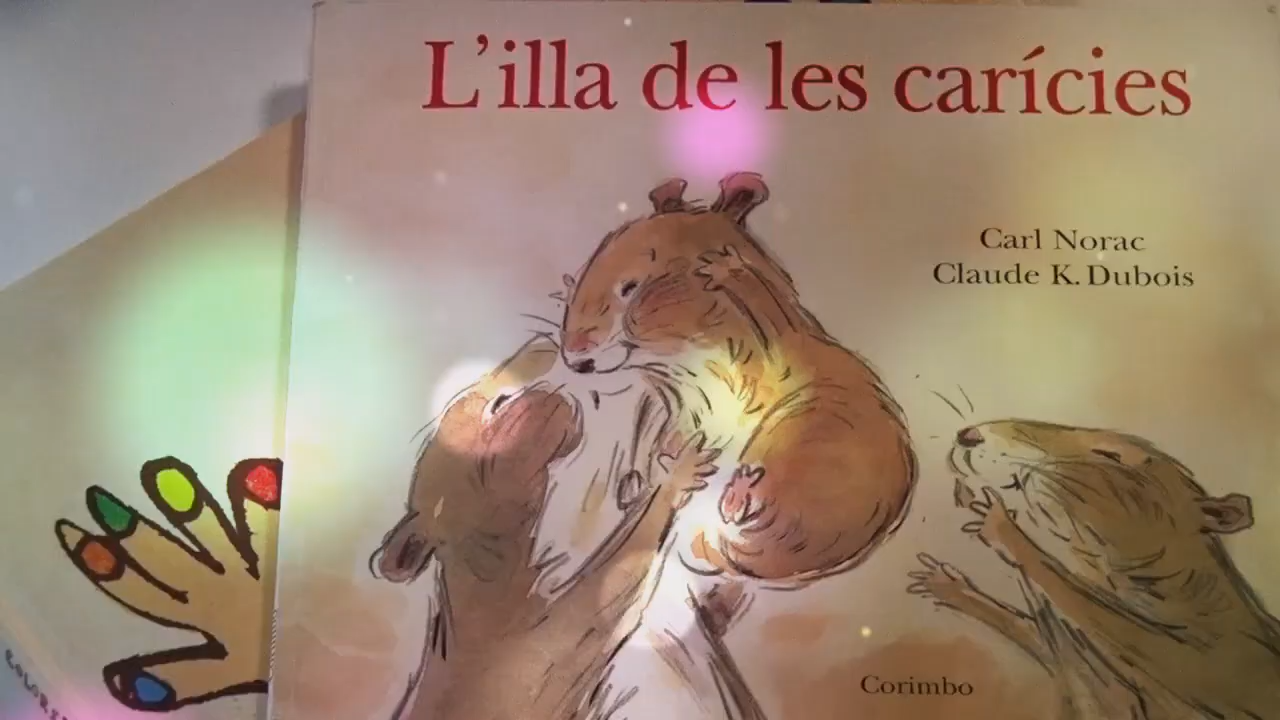 L'illa de les carícies
Carl Norac
Claude K. Dubois
Corimbo